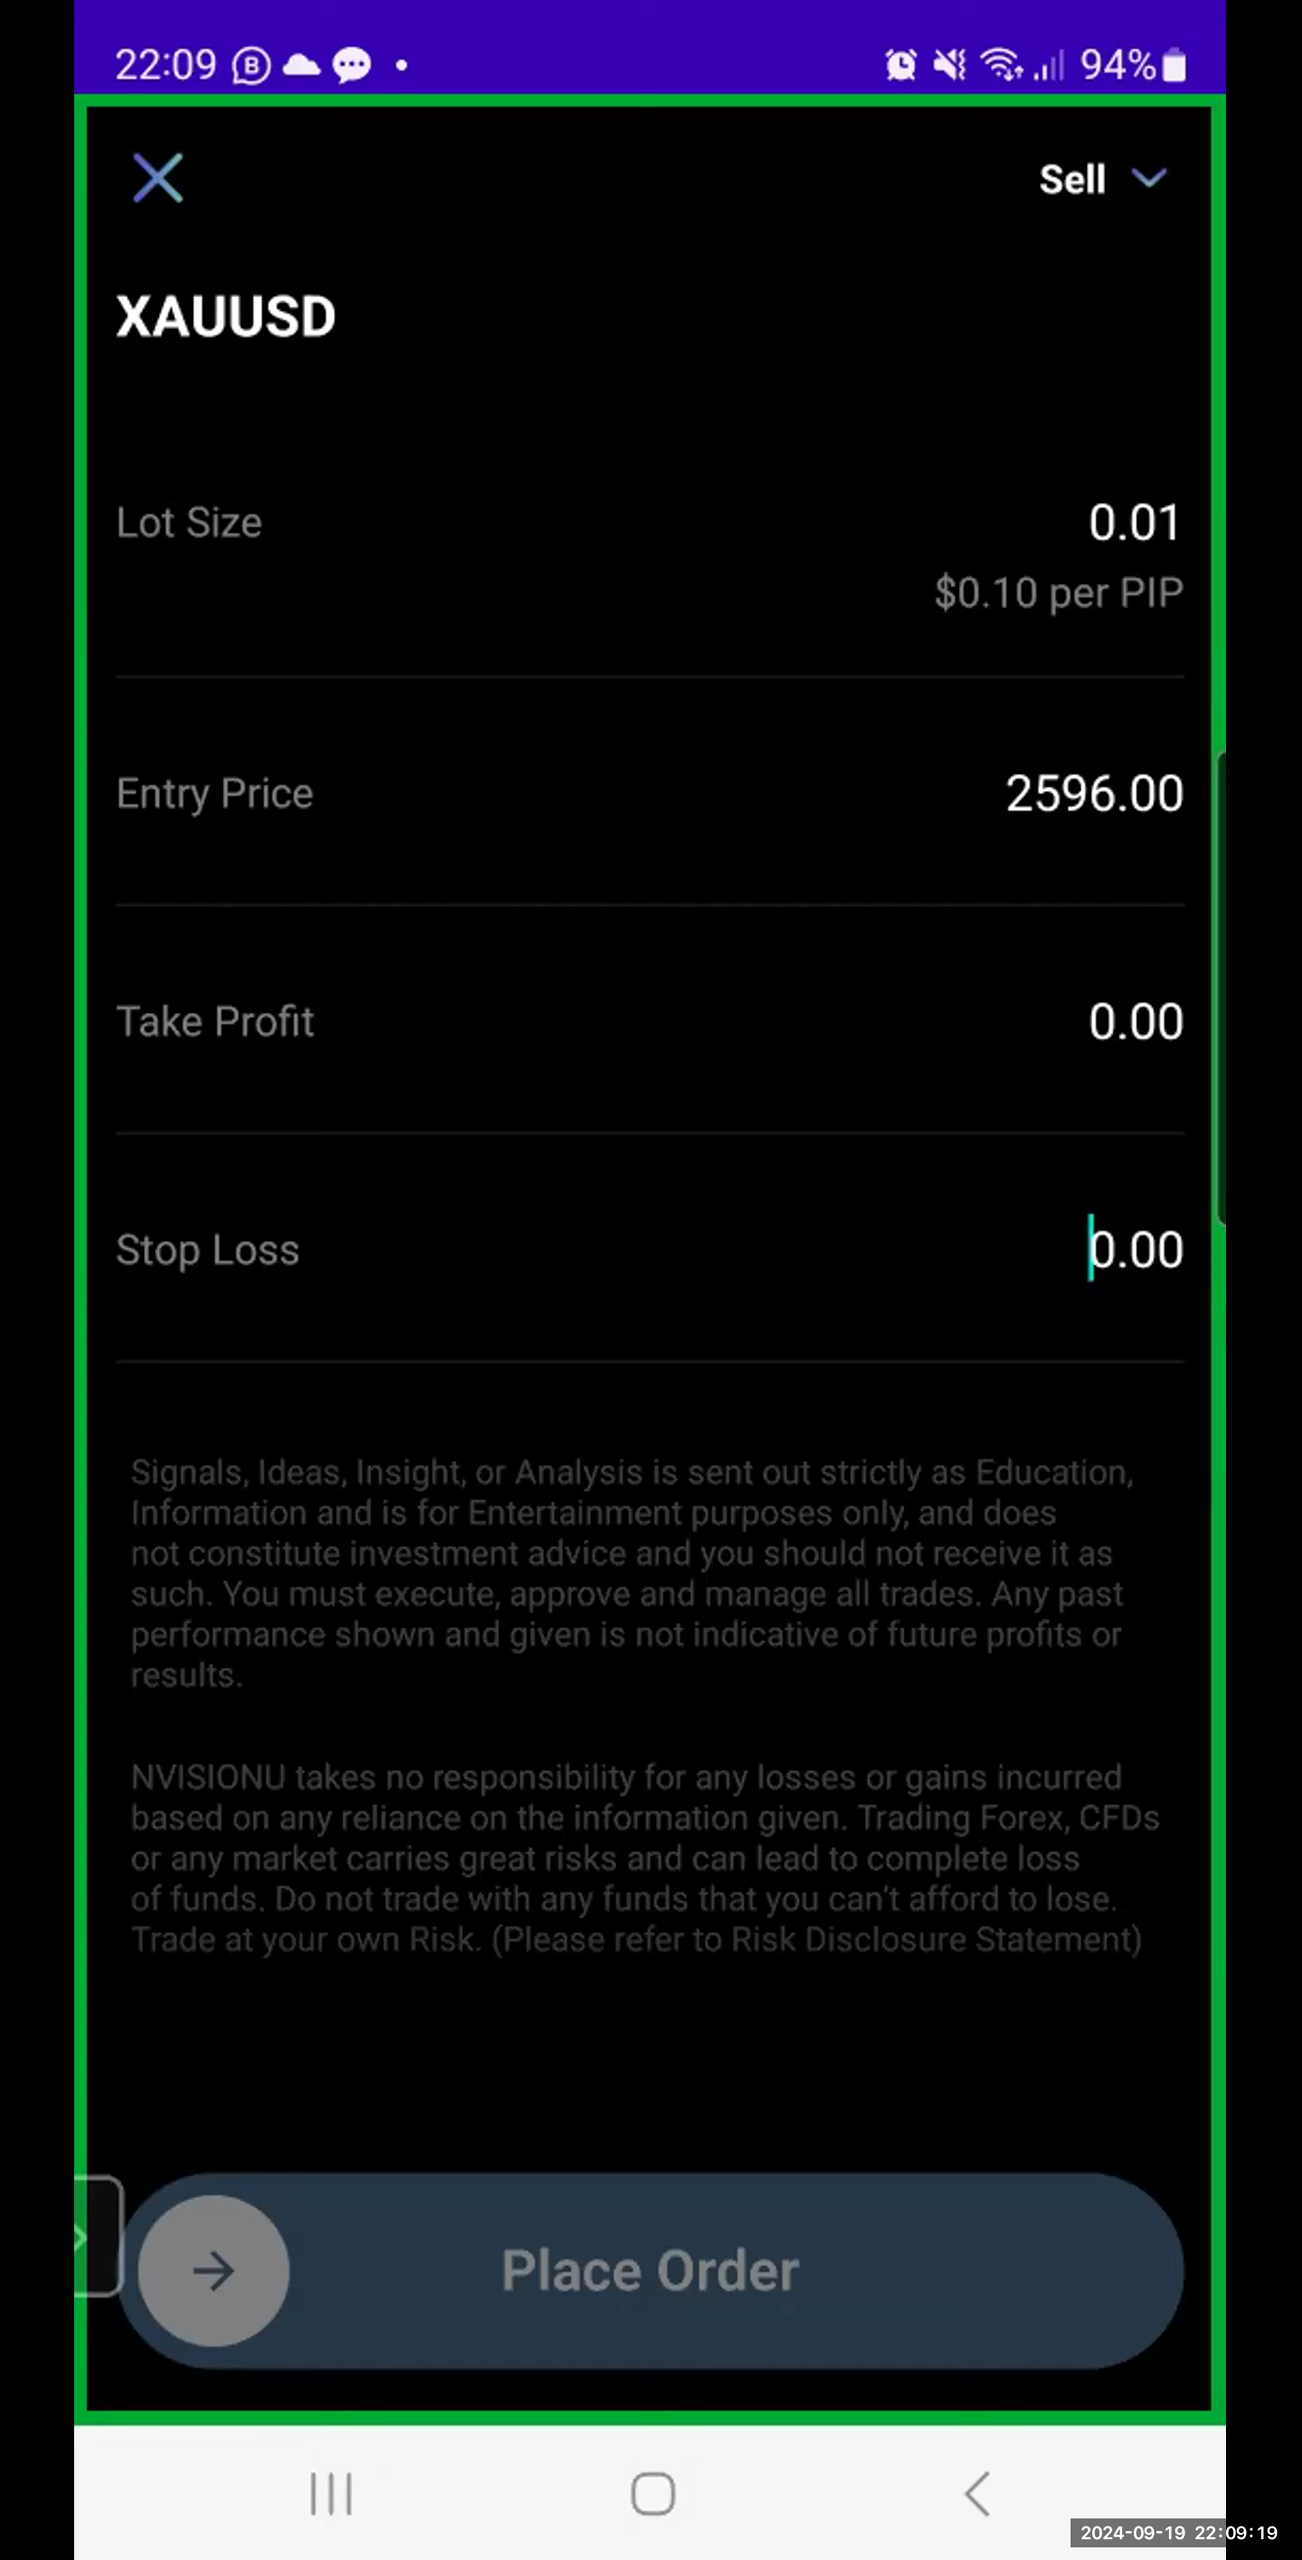 22:09
94%
Sell
XAUUSD
Lot Size
0.01
$0.10 per PIP
Entry Price
2596.00
Take Profit
0.00
Stop Loss
0.00
Signals, Ideas, Insight, or Analysis is sent out strictly as Education,
Information and is for Entertainment purposes only, and does
not constitute investment advice and you should not receive it as
such. You must execute, approve and manage all trades. Any past
performance shown and given is not indicative of future profits or
results.
NVISIONU takes no responsibility for any losses or gains incurred
based on any reliance on the information given. Trading Forex, CFDs
or any market carries great risks and can lead to complete loss
of funds. Do not trade with any funds that you can't afford to lose.
Trade at your own Risk. (Please refer to Risk Disclosure Statement)
Place Order
2024-09-19 22:09:19